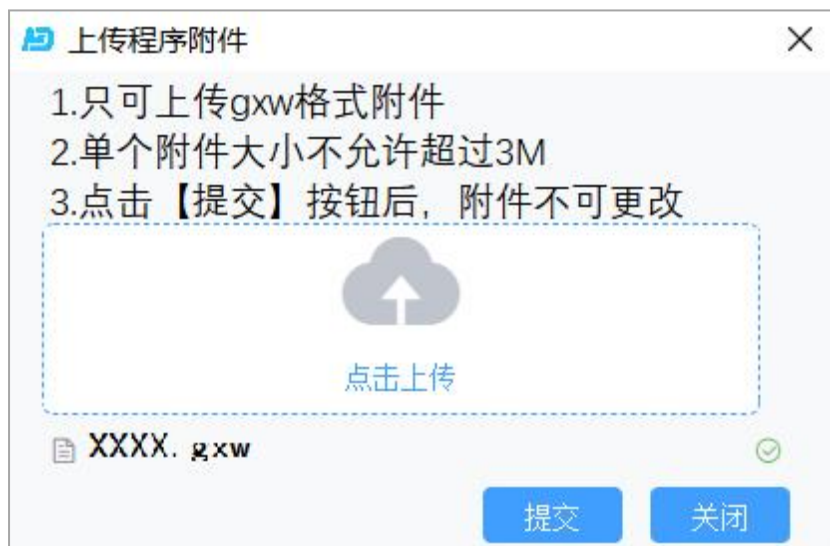 上传程序附件
1.只可上传gxw格式附件
2.单个附件大小不允许超过3M
3.点击【提交】按钮后，附件不可更改
点击上传
XXXX. gxw
提交 关闭